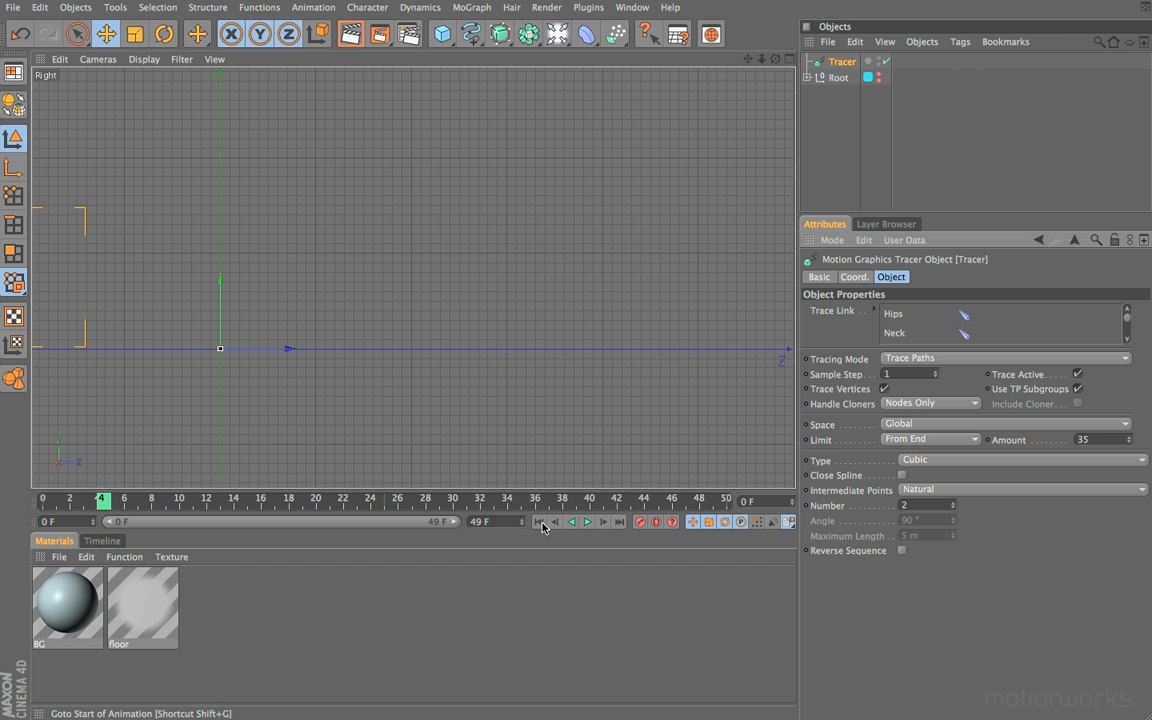 File Edit Objects Tools Selection Structure Functions Animation Character Dynamics MoGraph Hair Render Plugins Window Help
Edit Cameras Display Filter View
Right
Y
Z
Y
Z
X
0 2 4 6 8 10 12 14 16 18 20 22 24 26 28 30 32 34 36 38 40 42 44 46 48 50 0 F
0 F 0 F 49 F 49 F
Materials Timeline
File Edit Function Texture
BG floor
MAXON
CINEMA 4D
Goto Start of Animation [Shortcut Shift+G]
Objects
File Edit View Objects Tags Bookmarks
Tracer
Root
Attributes Layer Browser
Mode Edit User Data
Motion Graphics Tracer Object [Tracer]
Basic Coord. Object
Object Properties
Trace Link Hips
Neck
Tracing Mode Trace Paths
Sample Step 1 Trace Active
Trace Vertices Use TP Subgroups
Handle Cloners Nodes Only Include Cloner
Space Global
Limit From End Amount 35
Type Cubic
Close Spline
Intermediate Points Natural
Number 2
Angle 90 °
Maximum Length 5 m
Reverse Sequence
motionworks